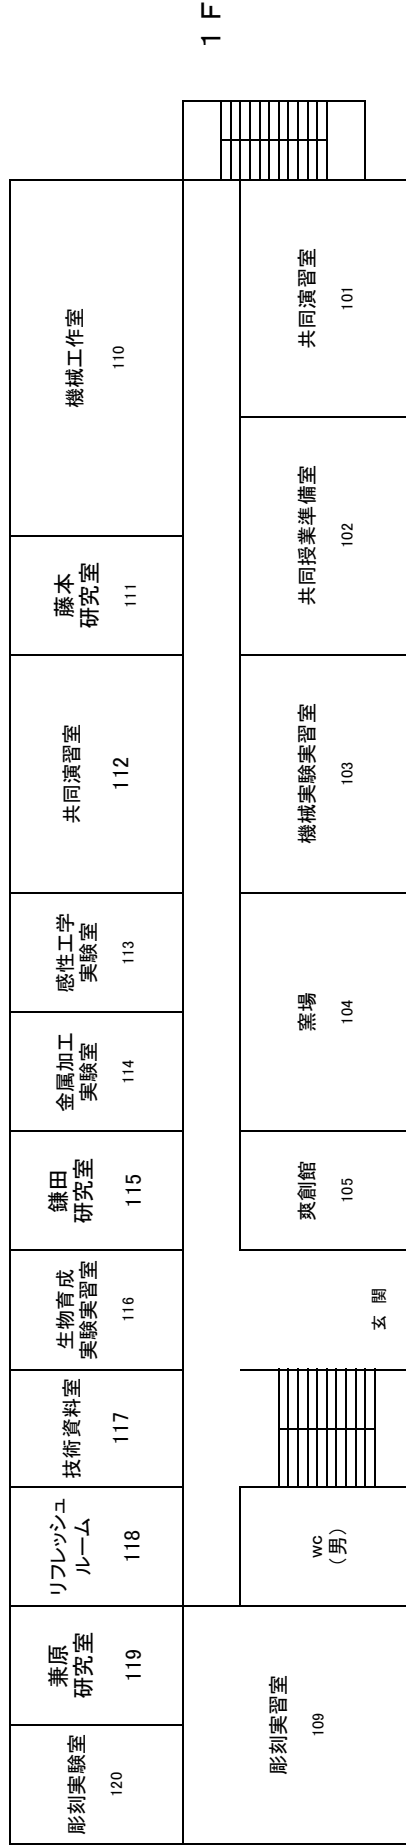 1F
機械工作室
110
藤本
研究室
111
共同演習室
112
感性工学
実験室
113
金属加工
実験室
114
鎌田
研究室
115
生物育成
実験実習室
116
技術資料室
117
リフレッシュ
ルーム
118
兼原
研究室
119
彫刻実験室
120
共同演習室
101
共同授業準備室
102
機械実験実習室
103
窯場
104
爽創館
105
玄関
wc
（男）
彫刻実習室
109